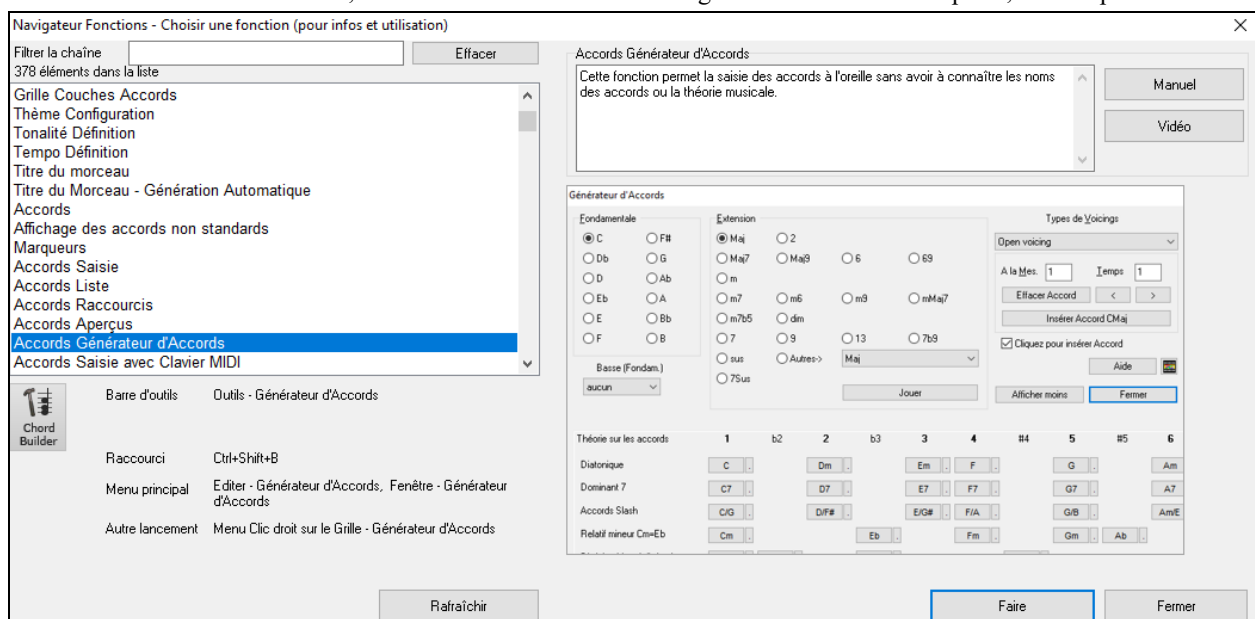 Navigateur Fonctions - Choisir une fonction (pour infos et utilisation)
Filtrer la chaîne
Effacer
378 éléments dans la liste
Grille Couches Accords
Thème Configuration
Tonalité Définition
Tempo Définition
Titre du morceau
Titre du Morceau - Génération Automatique
Accords
Affichage des accords non standards
Marqueurs
Accords Saisie
Accords Liste
Accords Raccourcis
Accords Aperçus
Accords Générateur d'Accords
Accords Saisie avec Clavier MIDI
Chord
Builder
Barre d'outils Outils - Générateur d'Accords
Raccourci Ctrl+Shift+B
Menu principal Editer - Générateur d'Accords, Fenêtre - Générateur
d'Accords
Autre lancement Menu Clic droit sur le Grille - Générateur d'Accords
Rafraîchir
Accords Générateur d'Accords
Cette fonction permet la saisie des accords à l'oreille sans avoir à connaître les noms
des accords ou la théorie musicale.
Manuel
Vidéo
Générateur d'Accords
Fondamentale
C F#
Db G
D Ab
Eb A
E Bb
F B
Basse (Fondam.)
aucun
Extension
Maj 2
Maj7 Maj9 6 69
m
m7 m6 m9 mMaj7
m7b5 dim
7 9 13 7b9
sus Autres-> Maj
7Sus
Jouer
Types de Voicings
Open voicing
A la Mes. 1 Temps 1
Effacer Accord < >
Insérer Accord CMaj
Cliquez pour insérer Accord
Aide
Afficher moins Fermer
Théorie sur les accords 1 b2 2 b3 3 4 #4 5 #5 6
Diatonique C . Dm . Em . F . G . Am
Dominant 7 C7 . D7 . E7 . F7 . G7 . A7
Accords Slash C/G . D/F# . E/G# . F/A . G/B . Am/E
Relatif mineur Cm=Eb Cm . Eb . Fm . Gm . Ab .
Faire
Fermer